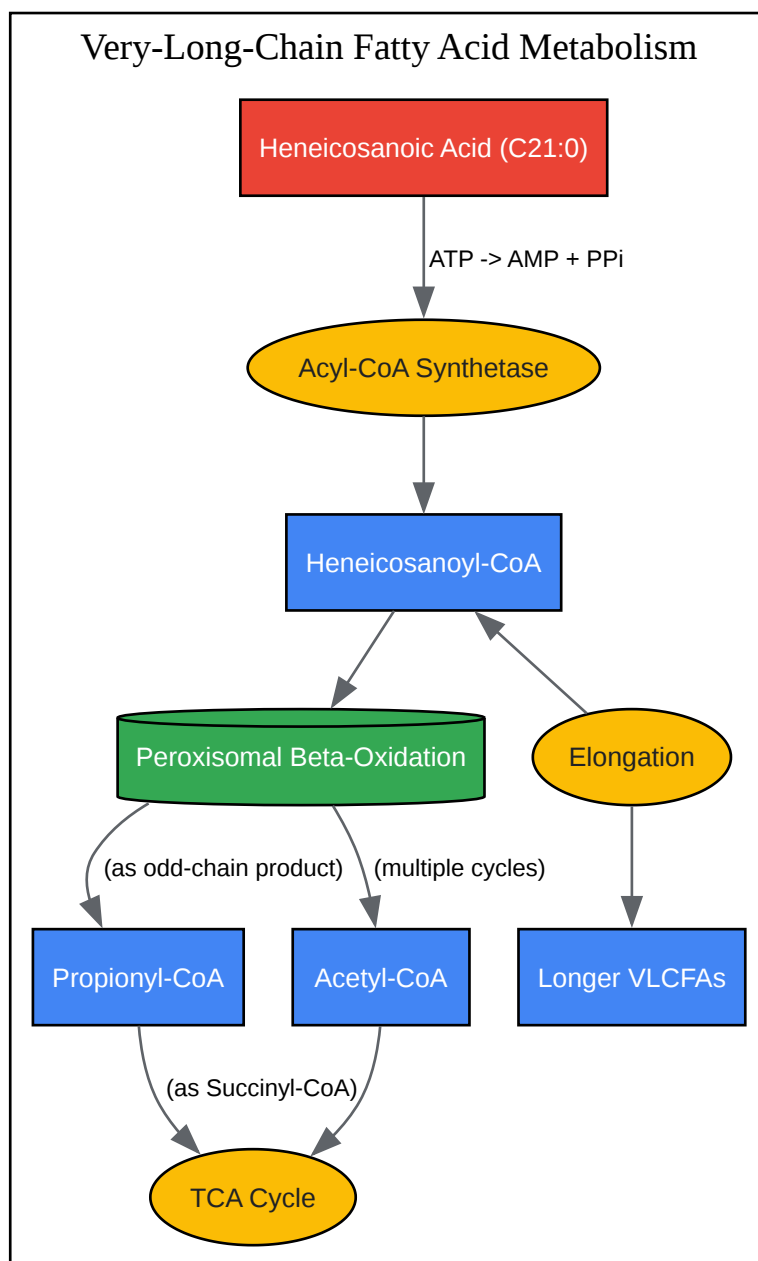 Very-Long-Chain Fatty Acid Metabolism
Heneicosanoic Acid (C21:0)
ATP -> AMP + PPi
Acyl-CoA Synthetase
Heneicosanoyl-CoA
Peroxisomal Beta-Oxidation
Elongation
(as odd-chain product)
(multiple cycles)
Propionyl-CoA
Acetyl-CoA
Longer VLCFAs
(as Succinyl-CoA)
TCA Cycle